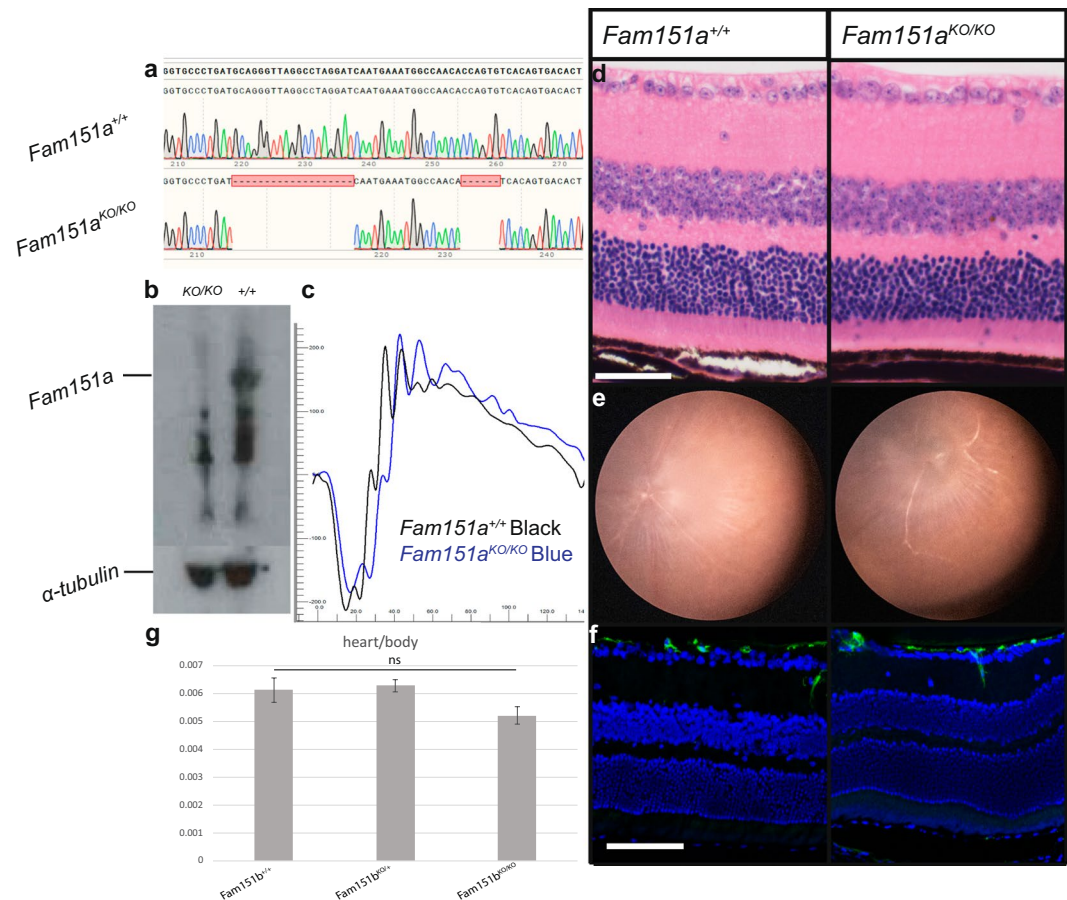 Fam151a+/+
Fam151aKO/KO
a
GGTGCCCTGATGCAGGGTTAGGCCTAGGATCAATGAAATGGCCAACACCAGTGTCACAGTGACACT
GGTGCCCTGATGCAGGGTTAGGCCTAGGATCAATGAAATGGCCAACACCAGTGTCACAGTGACACT
Fam151a+/+
210 220 230 240 250 260 270
GGTGCCCTGAT-------------------CAATGAAATGGCCAACA------TCACAGTGACACT
Fam151aKO/KO
210 220 230 240
b
KO/KO +/+
Fam151a
α-tubulin
c
200.0
100.0
-100.0
-200.0
0.0 20.0 40.0 60.0 80.0 100.0 120.0 14
Fam151a+/+ Black
Fam151aKO/KO Blue
d
e
f
g
heart/body
ns
0.007
0.006
0.005
0.004
0.003
0.002
0.001
0
Fam151b+/+
Fam151bKO/+
Fam151bKO/KO